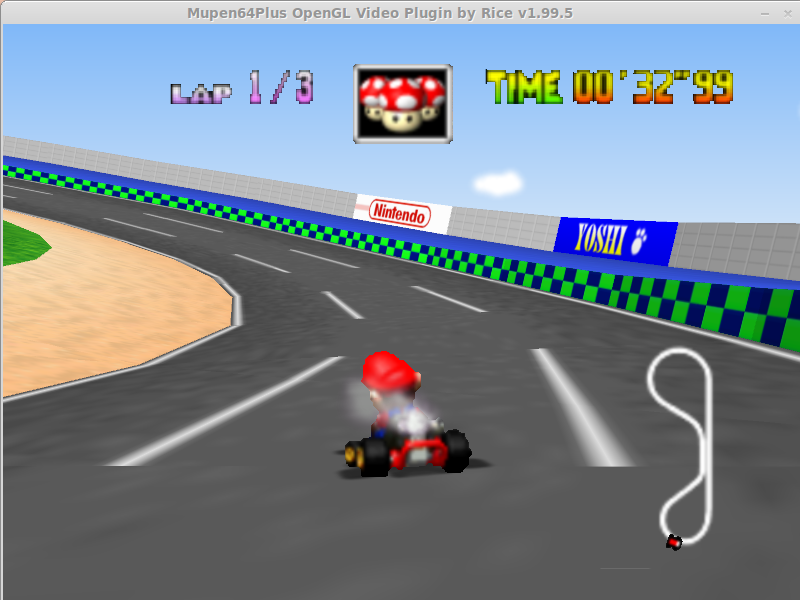 Mupen64Plus OpenGL Video Plugin by Rice v1.99.5
LAP 1/3
TIME 00'32"99
Nintendo
YOSHI